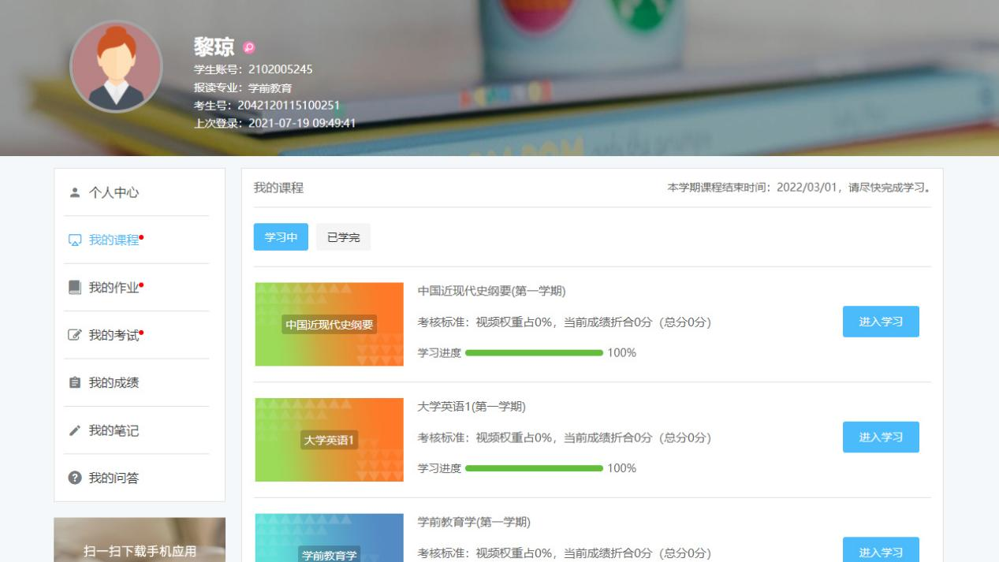 黎琼
学生账号：2102005245
报读专业：学前教育
考生号：2042120115100251
上次登录：2021-07-19 09:49:41
个人中心
我的课程
我的作业
我的考试
我的成绩
我的笔记
我的问答
扫一扫下载手机应用
我的课程
本学期课程结束时间：2022/03/01，请尽快完成学习。
学习中
已学完
中国近现代史纲要
中国近现代史纲要(第一学期)
考核标准：视频权重占0%，当前成绩折合0分（总分0分）
学习进度 100%
进入学习
大学英语1
大学英语1(第一学期)
考核标准：视频权重占0%，当前成绩折合0分（总分0分）
学习进度 100%
进入学习
学前教育学
学前教育学(第一学期)
考核标准：视频权重占0%，当前成绩折合0分（总分0分）
进入学习